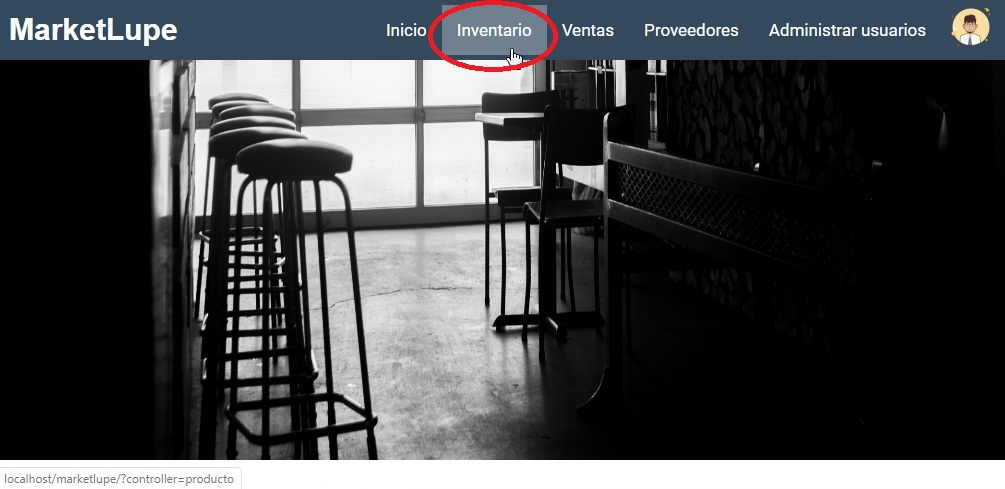 MarketLupe
Inicio Inventario Ventas Proveedores Administrar usuarios
localhost/marketlupe/?controller=producto